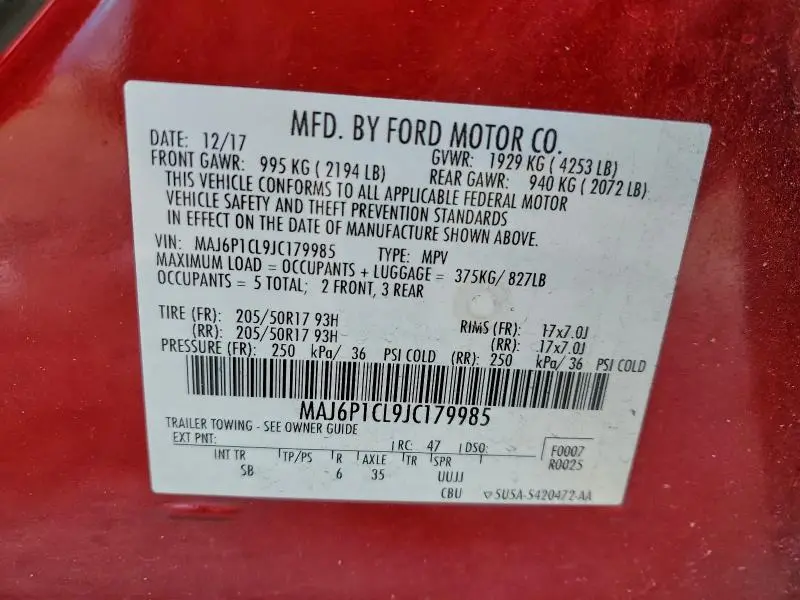 MFD. BY FORD MOTOR CO.
DATE: 12/17 GVWR: 1929 KG ( 4253 LB)
FRONT GAWR: 995 KG ( 2194 LB) REAR GAWR: 940 KG ( 2072 LB)
THIS VEHICLE CONFORMS TO ALL APPLICABLE FEDERAL MOTOR
VEHICLE SAFETY AND THEFT PREVENTION STANDARDS
IN EFFECT ON THE DATE OF MANUFACTURE SHOWN ABOVE.
VIN: MAJ6P1CL9JC179985 TYPE: MPV
MAXIMUM LOAD = OCCUPANTS + LUGGAGE = 375KG/ 827LB
OCCUPANTS = 5 TOTAL; 2 FRONT, 3 REAR
TIRE (FR): 205/50R17 93H RIMS (FR): 17x7.0J
(RR): 205/50R17 93H (RR): 17x7.0J
PRESSURE (FR): 250 kPa/ 36 PSI COLD (RR): 250 kPa/ 36 PSI COLD
MAJ6P1CL9JC179985
TRAILER TOWING - SEE OWNER GUIDE
EXT PNT: RC: 47 DSO: F0007
R0025
INT TR TP/PS R AXLE TR SPR
SB 6 35 UUJJ
CBU SU5A-5420472-AA